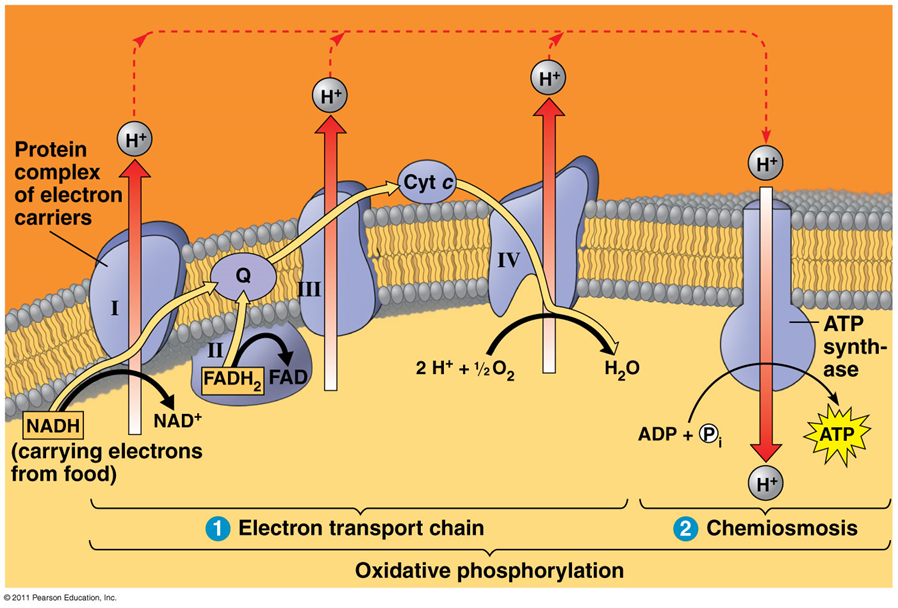 H+
H+
H+
H+
Protein
complex
of electron
carriers
Cyt c
Q
I
II
III
IV
FADH2
FAD
NADH
NAD+
(carrying electrons
from food)
2 H+ + ½ O2
H2O
ATP
synth-
ase
ADP + Pi
ATP
H+
1 Electron transport chain
2 Chemiosmosis
Oxidative phosphorylation
© 2011 Pearson Education, Inc.